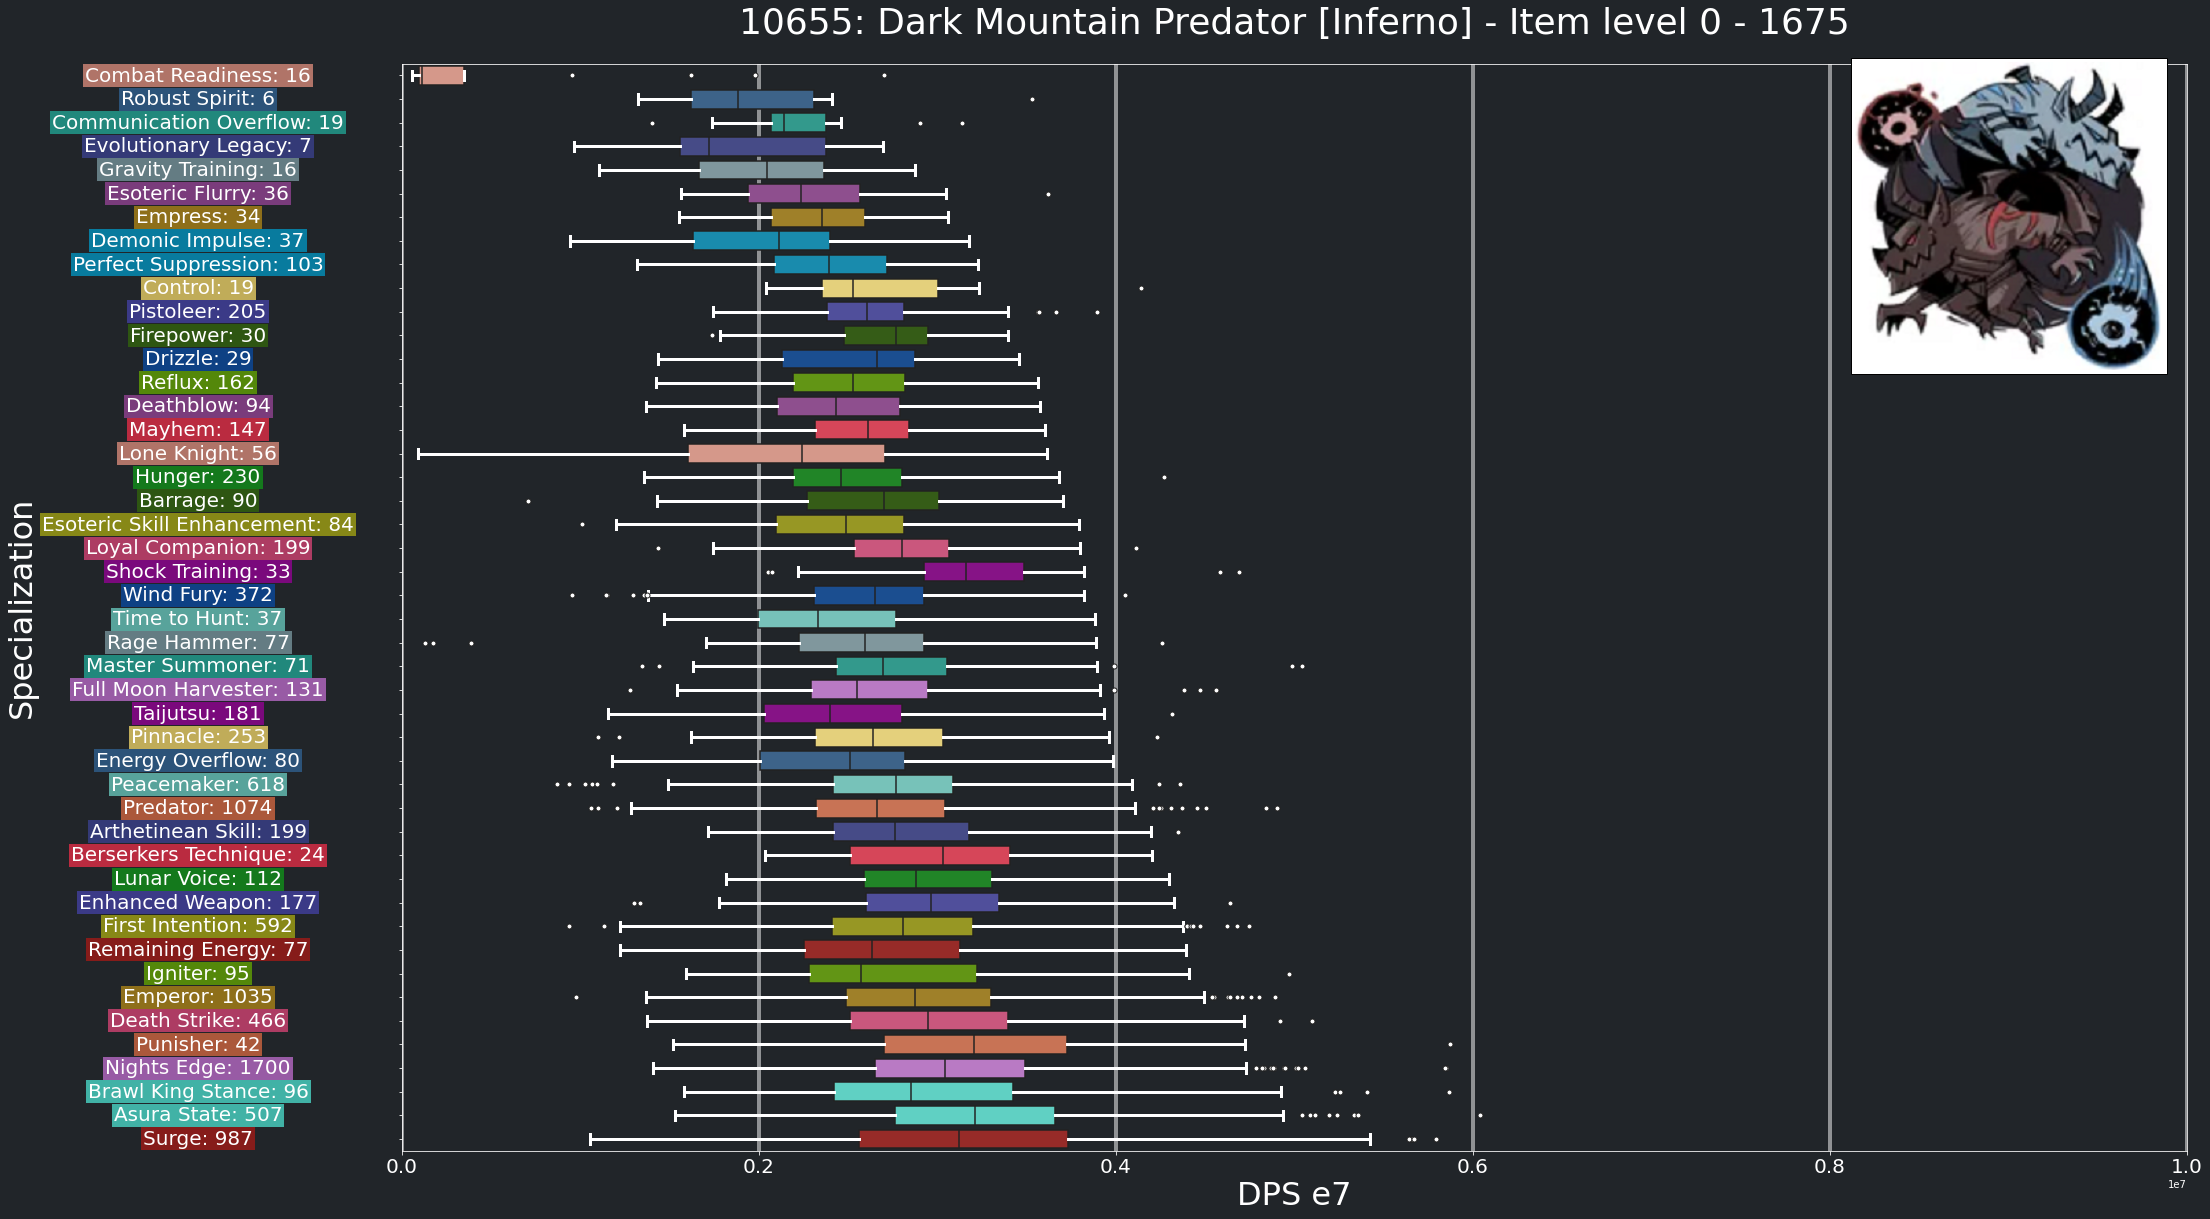 10655: Dark Mountain Predator [Inferno] - Item level 0 - 1675
Specialization
Combat Readiness: 16
Robust Spirit: 6
Communication Overflow: 19
Evolutionary Legacy: 7
Gravity Training: 16
Esoteric Flurry: 36
Empress: 34
Demonic Impulse: 37
Perfect Suppression: 103
Control: 19
Pistoleer: 205
Firepower: 30
Drizzle: 29
Reflux: 162
Deathblow: 94
Mayhem: 147
Lone Knight: 56
Hunger: 230
Barrage: 90
Esoteric Skill Enhancement: 84
Loyal Companion: 199
Shock Training: 33
Wind Fury: 372
Time to Hunt: 37
Rage Hammer: 77
Master Summoner: 71
Full Moon Harvester: 131
Taijutsu: 181
Pinnacle: 253
Energy Overflow: 80
Peacemaker: 618
Predator: 1074
Arthetinean Skill: 199
Berserkers Technique: 24
Lunar Voice: 112
Enhanced Weapon: 177
First Intention: 592
Remaining Energy: 77
Igniter: 95
Emperor: 1035
Death Strike: 466
Punisher: 42
Nights Edge: 1700
Brawl King Stance: 96
Asura State: 507
Surge: 987
0.0 0.2 0.4 0.6 0.8 1.0
1e7
DPS e7